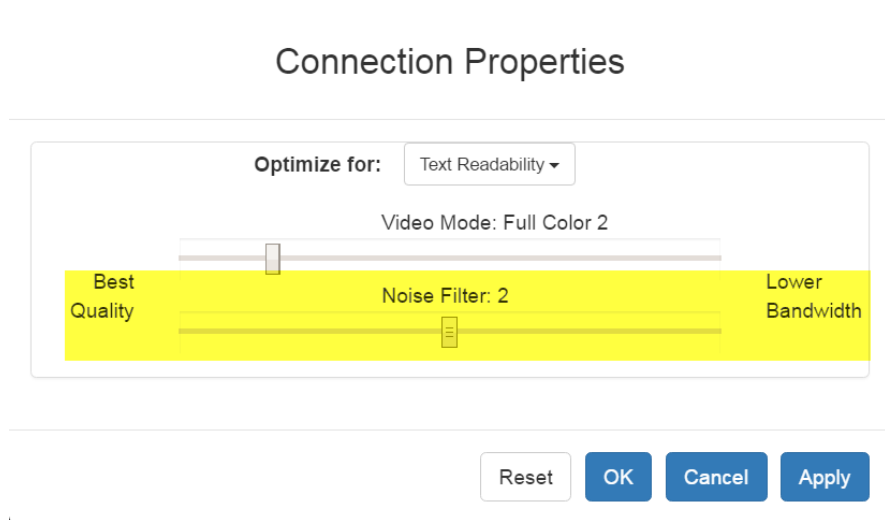 Connection Properties
Optimize for: Text Readability
Video Mode: Full Color 2
Best
Quality
Noise Filter: 2
Lower
Bandwidth
Reset OK Cancel Apply